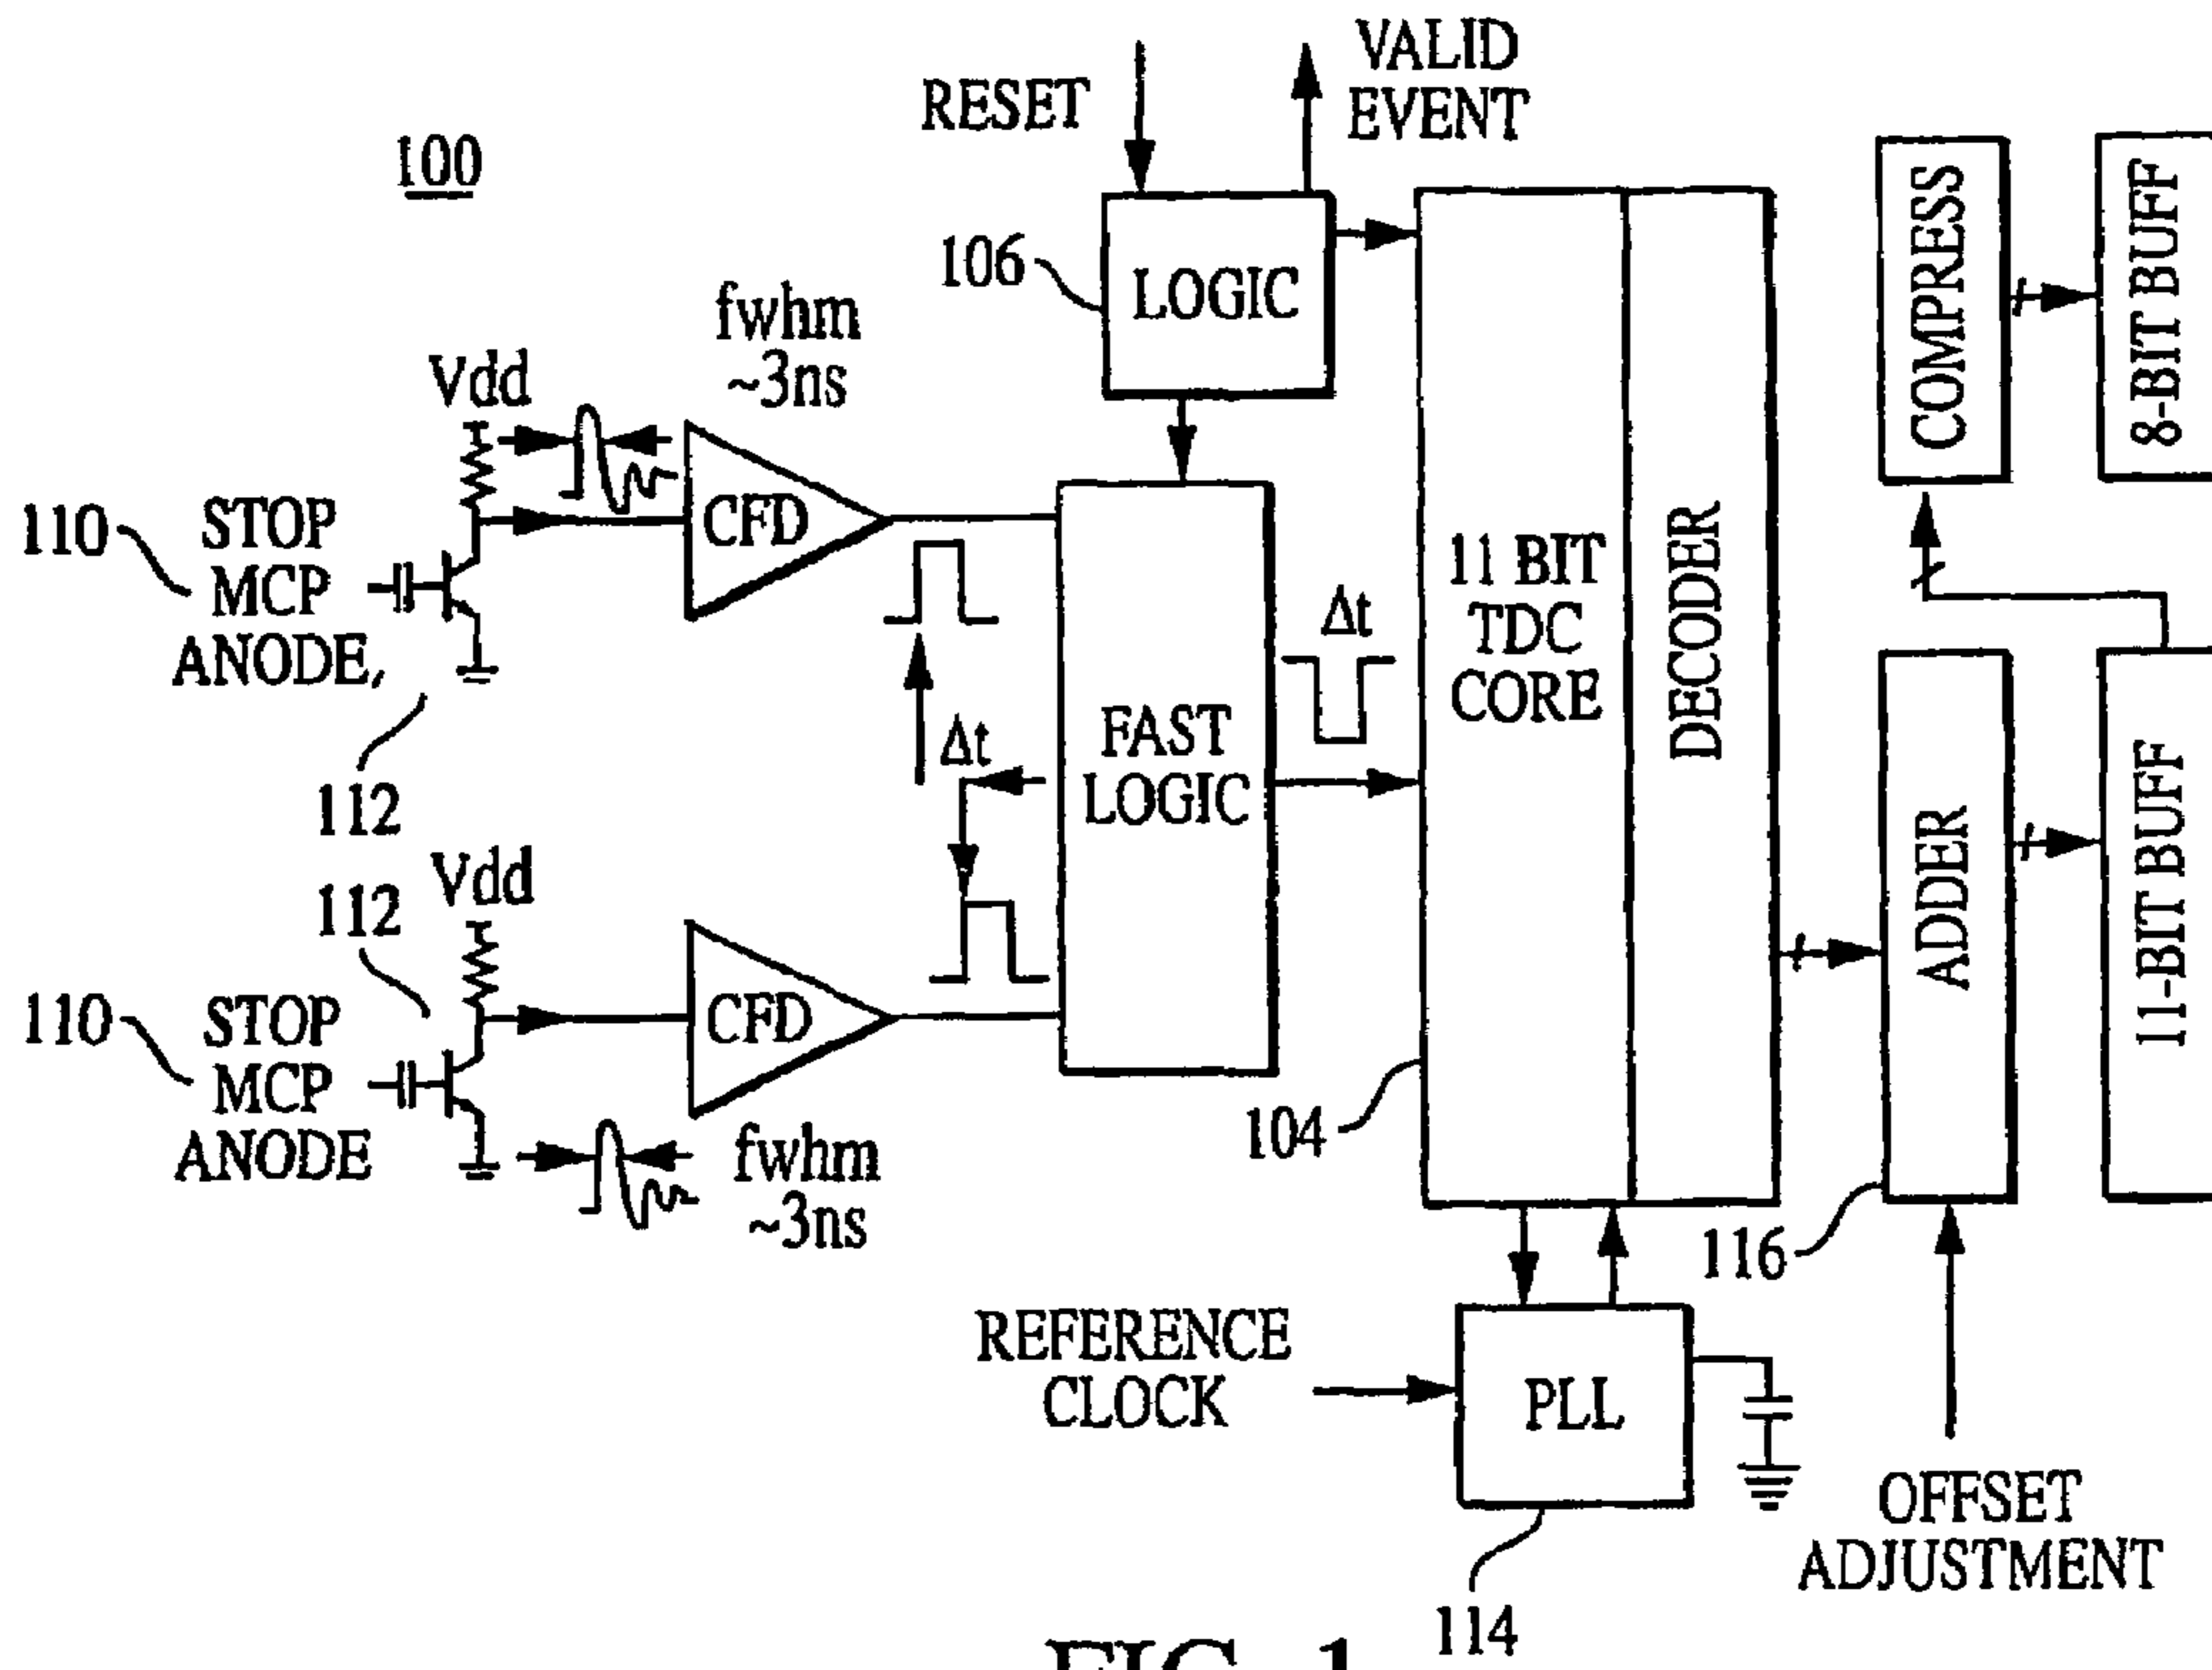 100
RESET
VALID
EVENT
106
LOGIC
COMPRESS
8-BIT BUFF
fwhm
~3ns
Vdd
CFD
110
STOP
MCP
ANODE,
112
11 BIT
TDC
CORE
DECODER
Δt
Δt
FAST
LOGIC
112
Vdd
CFD
110
STOP
MCP
ANODE
fwhm
~3ns
104
ADDER
11-BIT BUFF
116
REFERENCE
CLOCK
PLL
OFFSET
ADJUSTMENT
114
FIG. 1